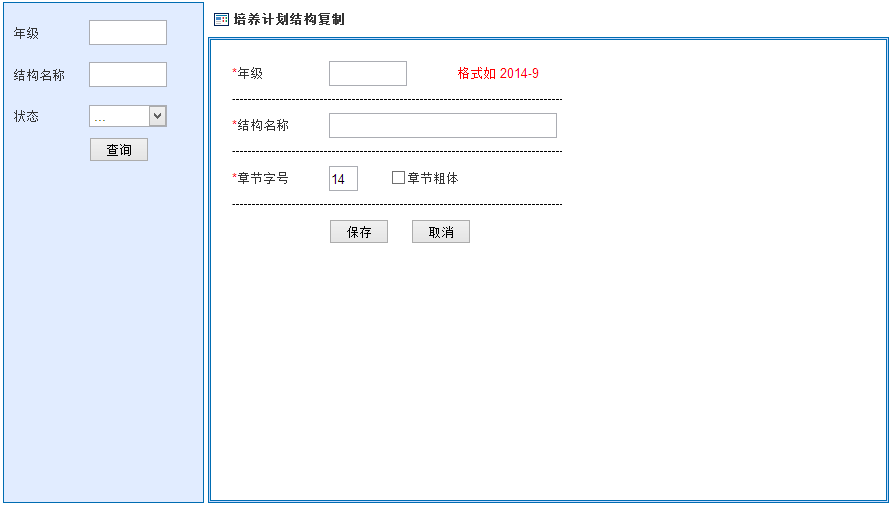 年级
结构名称
状态
...
查询
培养计划结构复制
*年级
格式如 2014-9
*结构名称
*章节字号
14
章节粗体
保存
取消